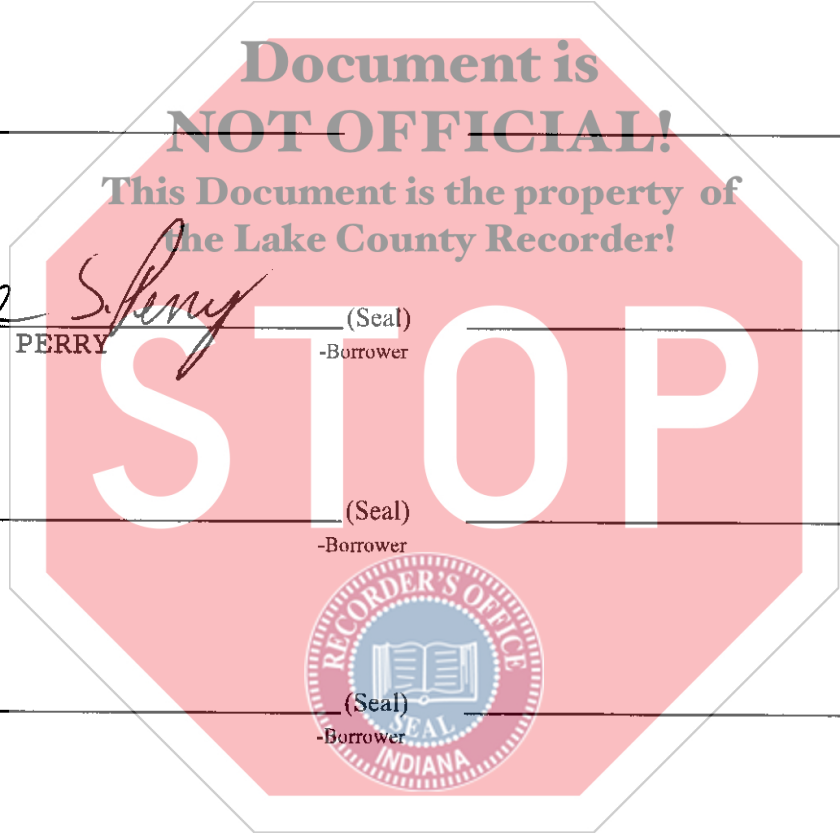 Document is
NOT OFFICIAL!
This Document is the property of
the Lake County Recorder!
S. Perry
(Seal)
PERRY
-Borrower
STOP
(Seal)
-Borrower
RECORDER'S OFFICE
(Seal)
SEAL
-Borrower
INDIANA